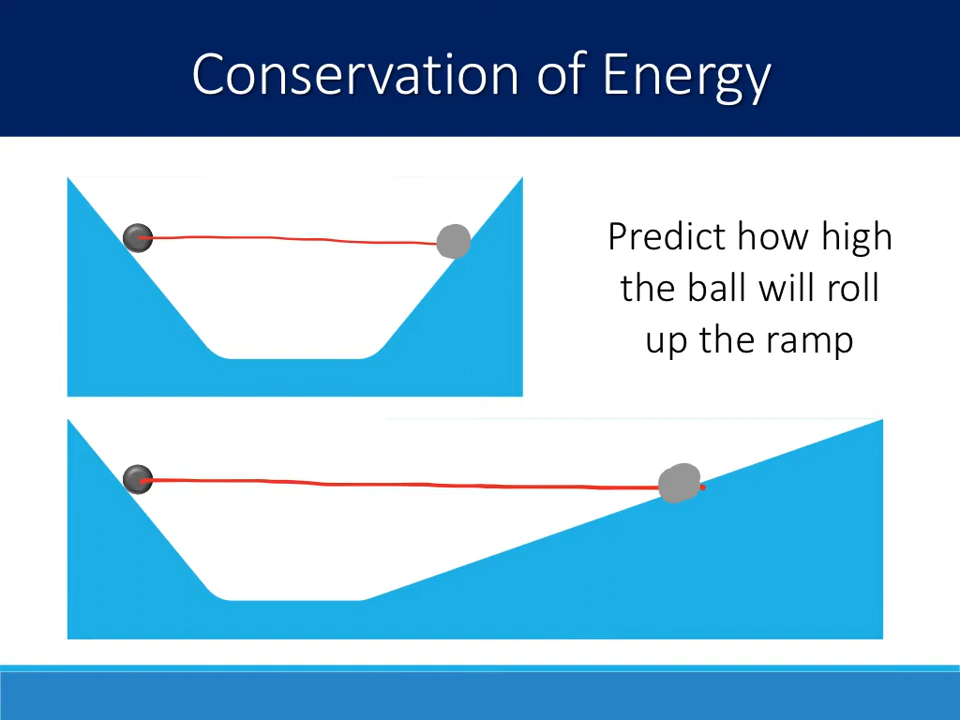 Conservation of Energy
Predict how high
the ball will roll
up the ramp